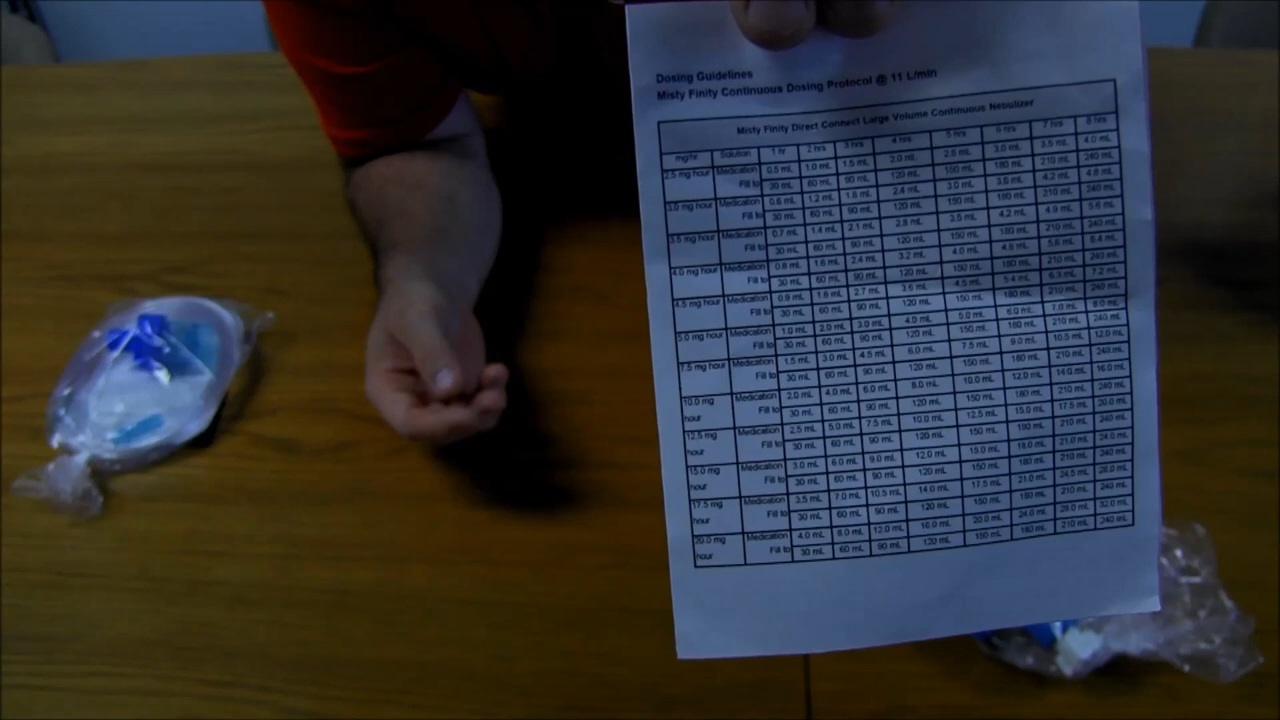 Dosing Guidelines
Misty Finity Continuous Dosing Protocol @ 11 L/min
Misty Finity Direct Connect Large Volume Continuous Nebulizer
mg/hr Solution 1 hr 2 hrs 3 hrs 4 hrs 5 hrs 6 hrs 7 hrs 8 hrs
2.5 mg hour Medication 0.5 mL 1.0 mL 1.5 mL 2.0 mL 2.5 mL 3.0 mL 3.5 mL 4.0 mL
Fill to 30 mL 60 mL 90 mL 120 mL 180 mL 210 mL 240 mL
3.0 mg hour Medication 0.6 mL 1.2 mL 1.8 mL 2.4 mL 3.0 mL 3.6 mL 4.2 mL 4.8 mL
Fill to 30 mL 60 mL 90 mL 120 mL 150 mL 180 mL 210 mL 240 mL
3.5 mg hour Medication 0.7 mL 1.4 mL 2.1 mL 2.8 mL 3.5 mL 4.2 mL 4.9 mL 5.6 mL
Fill to 30 mL 60 mL 90 mL 120 mL 150 mL 180 mL 210 mL 240 mL
4.0 mg hour Medication 0.8 mL 1.6 mL 2.4 mL 3.2 mL 4.0 mL 4.8 mL 5.6 mL 6.4 mL
Fill to 30 mL 60 mL 90 mL 120 mL 150 mL 180 mL 210 mL 240 mL
4.5 mg hour Medication 0.9 mL 2.7 mL 3.6 mL 4.5 mL 5.4 mL 6.3 mL 7.2 mL
Fill to 30 mL 60 mL 90 mL 120 mL 150 mL 180 mL 210 mL 240 mL
5.0 mg hour Medication 1.0 mL 2.0 mL 3.0 mL 4.0 mL 5.0 mL 6.0 mL 7.0 mL 8.0 mL
Fill to 30 mL 60 mL 90 mL 120 mL 150 mL 180 mL 210 mL 240 mL
7.5 mg hour Medication 1.5 mL 3.0 mL 4.5 mL 6.0 mL 7.5 mL 9.0 mL 10.5 mL 12.0 mL
Fill to 30 mL 60 mL 90 mL 120 mL 150 mL 180 mL 210 mL 240 mL
10.0 mg hour Medication 2.0 mL 4.0 mL 6.0 mL 8.0 mL 10.0 mL 12.0 mL 14.0 mL 16.0 mL
Fill to 30 mL 60 mL 90 mL 120 mL 150 mL 180 mL 210 mL 240 mL
12.5 mg hour Medication 2.5 mL 5.0 mL 7.5 mL 10.0 mL 12.5 mL 15.0 mL 17.5 mL 20.0 mL
Fill to 30 mL 60 mL 90 mL 120 mL 150 mL 180 mL 210 mL 240 mL
15.0 mg hour Medication 3.0 mL 6.0 mL 9.0 mL 12.0 mL 15.0 mL 18.0 mL 21.0 mL 24.0 mL
Fill to 30 mL 60 mL 90 mL 120 mL 150 mL 180 mL 210 mL 240 mL
17.5 mg hour Medication 3.5 mL 7.0 mL 10.5 mL 14.0 mL 17.5 mL 21.0 mL 24.5 mL 28.0 mL
Fill to 30 mL 60 mL 90 mL 120 mL 150 mL 180 mL 210 mL 240 mL
20.0 mg hour Medication 4.0 mL 8.0 mL 12.0 mL 16.0 mL 20.0 mL 24.0 mL 28.0 mL 32.0 mL
Fill to 30 mL 60 mL 90 mL 120 mL 150 mL 180 mL 210 mL 240 mL